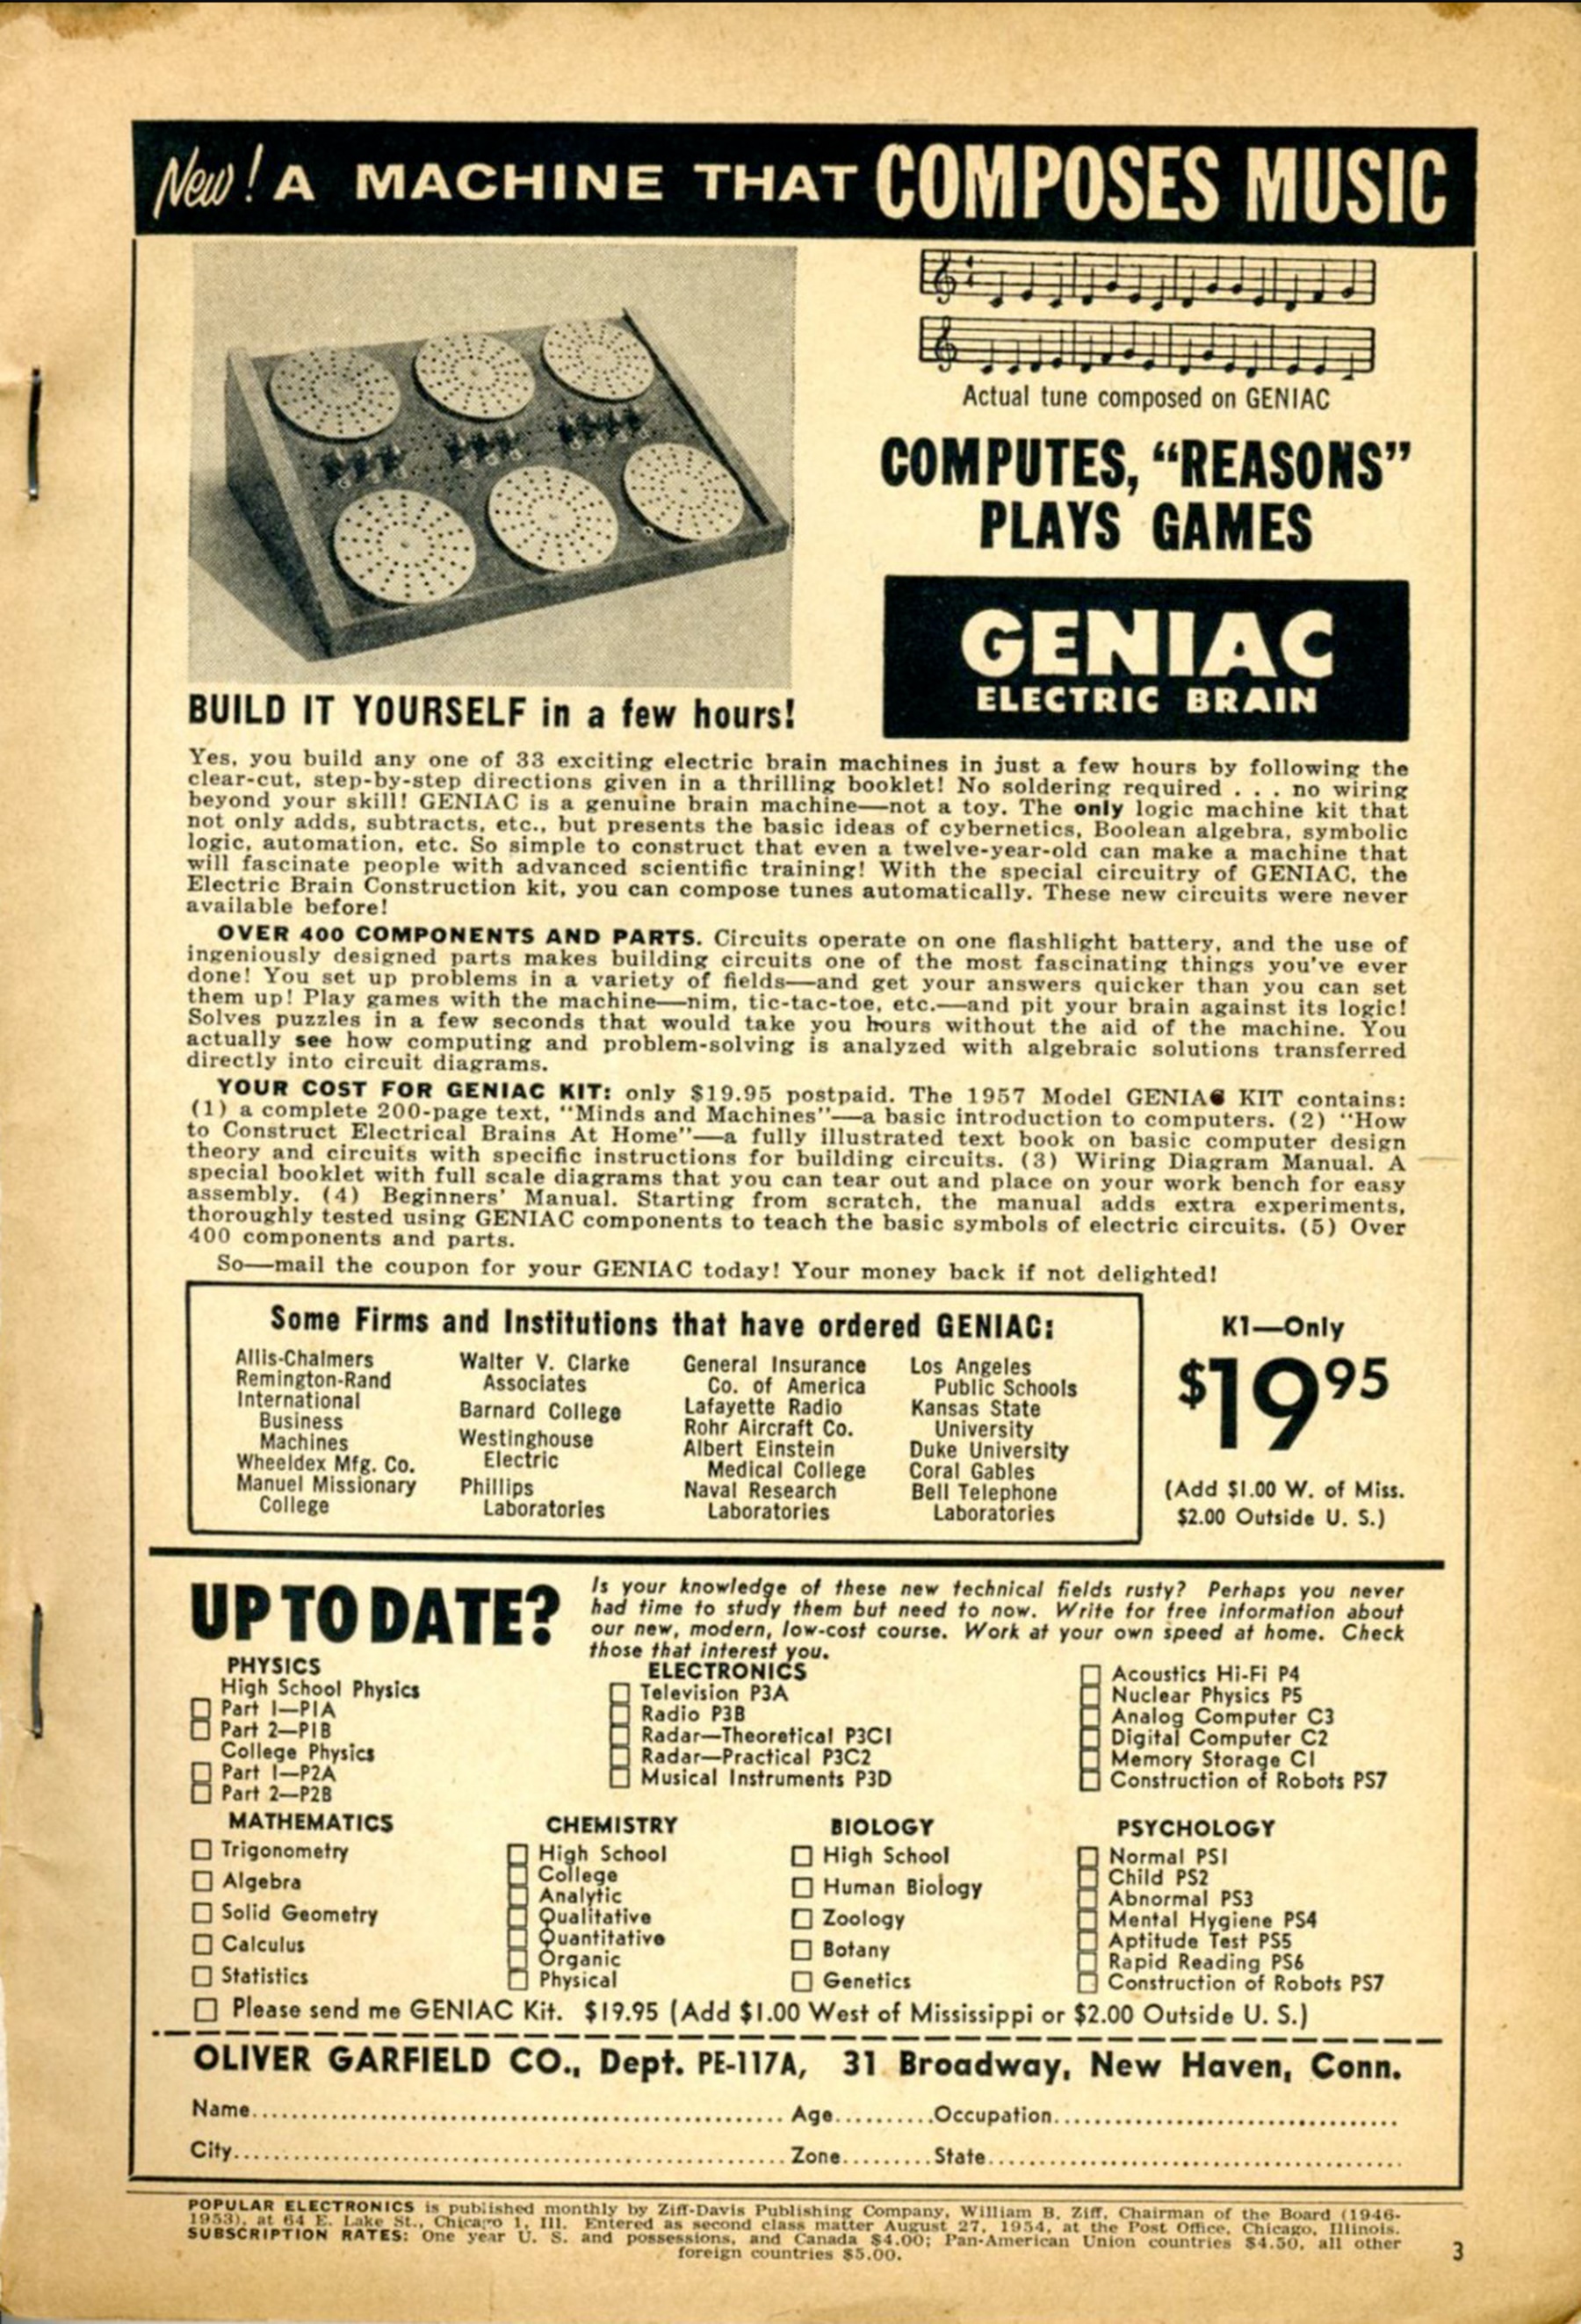 New! A MACHINE THAT COMPOSES MUSIC
Actual tune composed on GENIAC
COMPUTES, “REASONS”
PLAYS GAMES
GENIAC
ELECTRIC BRAIN
BUILD IT YOURSELF in a few hours!
Yes, you build any one of 33 exciting electric brain machines in just a few hours by following the
clear-cut, step-by-step directions given in a thrilling booklet! No soldering required . . . no wiring
beyond your skill! GENIAC is a genuine brain machine—not a toy. The only logic machine kit that
not only adds, subtracts, etc., but presents the basic ideas of cybernetics, Boolean algebra, symbolic
logic, automation, etc. So simple to construct that even a twelve-year-old can make a machine that
will fascinate people with advanced scientific training! With the special circuitry of GENIAC, the
Electric Brain Construction kit, you can compose tunes automatically. These new circuits were never
available before!
OVER 400 COMPONENTS AND PARTS. Circuits operate on one flashlight battery, and the use of
ingeniously designed parts makes building circuits one of the most fascinating things you've ever
done! You set up problems in a variety of fields—and get your answers quicker than you can set
them up! Play games with the machine—nim, tic-tac-toe, etc.—and pit your brain against its logic!
Solves puzzles in a few seconds that would take you hours without the aid of the machine. You
actually see how computing and problem-solving is analyzed with algebraic solutions transferred
directly into circuit diagrams.
YOUR COST FOR GENIAC KIT: only $19.95 postpaid. The 1957 Model GENIAC KIT contains:
(1) a complete 200-page text, “Minds and Machines”—a basic introduction to computers. (2) “How
to Construct Electrical Brains At Home”—a fully illustrated text book on basic computer design
theory and circuits with specific instructions for building circuits. (3) Wiring Diagram Manual. A
special booklet with full scale diagrams that you can tear out and place on your work bench for easy
assembly. (4) Beginners' Manual. Starting from scratch, the manual adds extra experiments,
thoroughly tested using GENIAC components to teach the basic symbols of electric circuits. (5) Over
400 components and parts.
So—mail the coupon for your GENIAC today! Your money back if not delighted!
Some Firms and Institutions that have ordered GENIAC:
Allis-Chalmers
Remington-Rand
International
Business
Machines
Wheeldex Mfg. Co.
Manuel Missionary
College
Walter V. Clarke
Associates
Barnard College
Westinghouse
Electric
Phillips
Laboratories
General Insurance
Co. of America
Lafayette Radio
Rohr Aircraft Co.
Albert Einstein
Medical College
Naval Research
Laboratories
Los Angeles
Public Schools
Kansas State
University
Duke University
Coral Gables
Bell Telephone
Laboratories
K1—Only
$19 95
(Add $1.00 W. of Miss.
$2.00 Outside U. S.)
UP TO DATE?
Is your knowledge of these new technical fields rusty? Perhaps you never
had time to study them but need to now. Write for free information about
our new, modern, low-cost course. Work at your own speed at home. Check
those that interest you.
PHYSICS
High School Physics
Part 1—P1A
Part 2—P1B
College Physics
Part 1—P2A
Part 2—P2B
ELECTRONICS
Television P3A
Radio P3B
Radar—Theoretical P3C1
Radar—Practical P3C2
Musical Instruments P3D
Acoustics Hi-Fi P4
Nuclear Physics P5
Analog Computer C3
Digital Computer C2
Memory Storage C1
Construction of Robots PS7
MATHEMATICS
Trigonometry
Algebra
Solid Geometry
Calculus
Statistics
CHEMISTRY
High School
College
Analytic
Qualitative
Quantitative
Organic
Physical
BIOLOGY
High School
Human Biology
Zoology
Botany
Genetics
PSYCHOLOGY
Normal PS1
Child PS2
Abnormal PS3
Mental Hygiene PS4
Aptitude Test PS5
Rapid Reading PS6
Construction of Robots PS7
Please send me GENIAC Kit. $19.95 (Add $1.00 West of Mississippi or $2.00 Outside U. S.)
OLIVER GARFIELD CO., Dept. PE-117A, 31 Broadway, New Haven, Conn.
Name.......... Age..........Occupation..........
City.......... Zone.........State..........
POPULAR ELECTRONICS is published monthly by Ziff-Davis Publishing Company, William B. Ziff, Chairman of the Board (1946-
1953), at 64 E. Lake St., Chicago 1, Ill. Entered as second class matter August 27, 1954, at the Post Office, Chicago, Illinois.
SUBSCRIPTION RATES: One year U. S. and possessions, and Canada $4.00; Pan-American Union countries $4.50, all other
foreign countries $5.00.
3